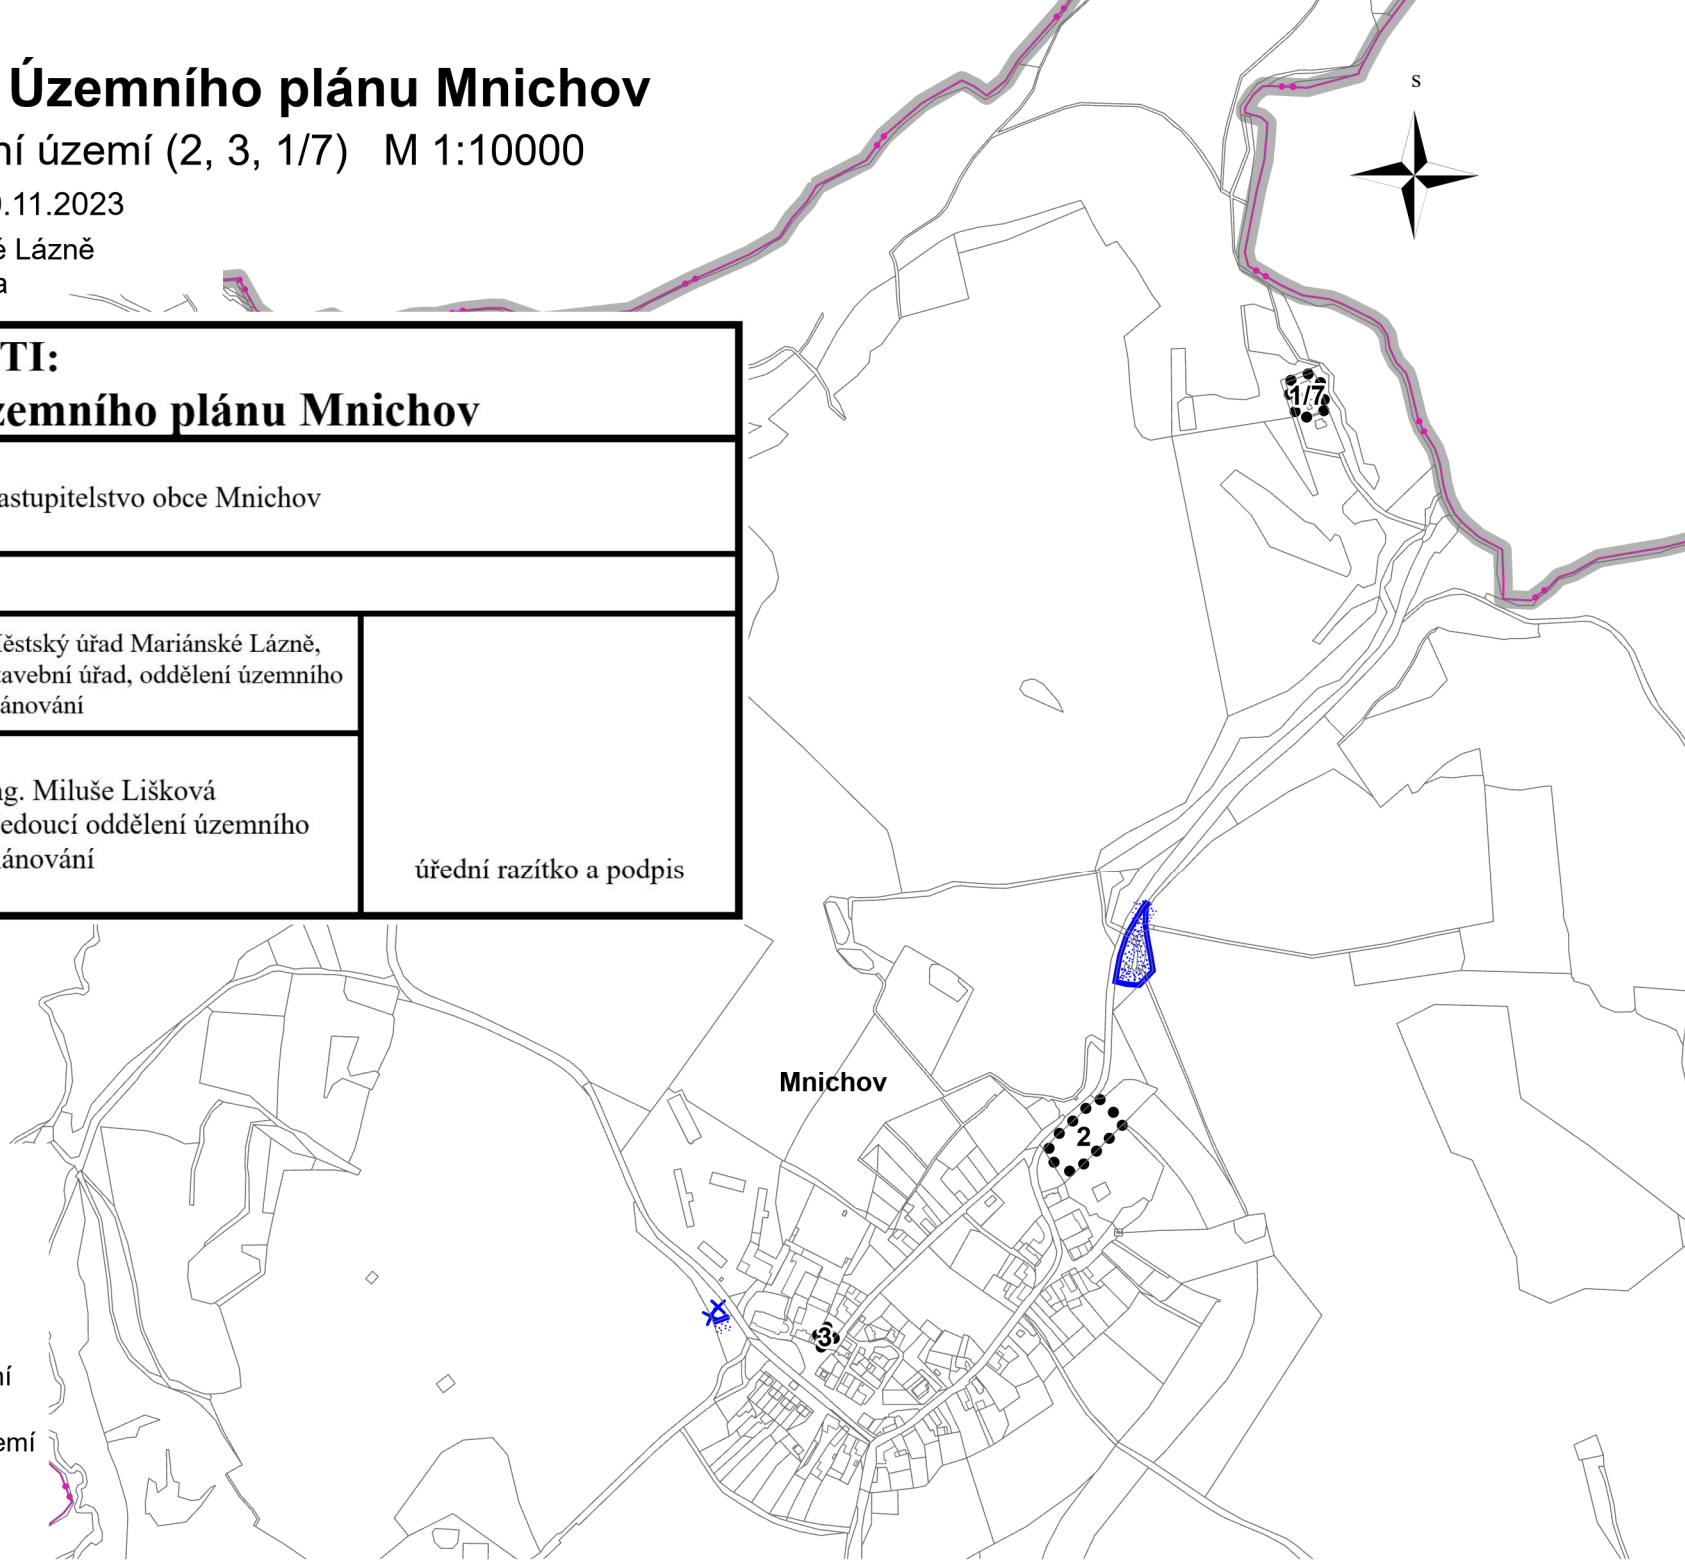 Územního plánu Mnichov
ní území (2, 3, 1/7) M 1:10000
.11.2023
é Lázně
a
s
TI:
zemního plánu Mnichov
astupitelstvo obce Mnichov
ěstský úřad Mariánské Lázně,
tavební úřad, oddělení územního
ánování
ng. Miluše Lišková
edoucí oddělení územního
lánování
úřední razítko a podpis
1/7
Mnichov
2
3
ní
emí